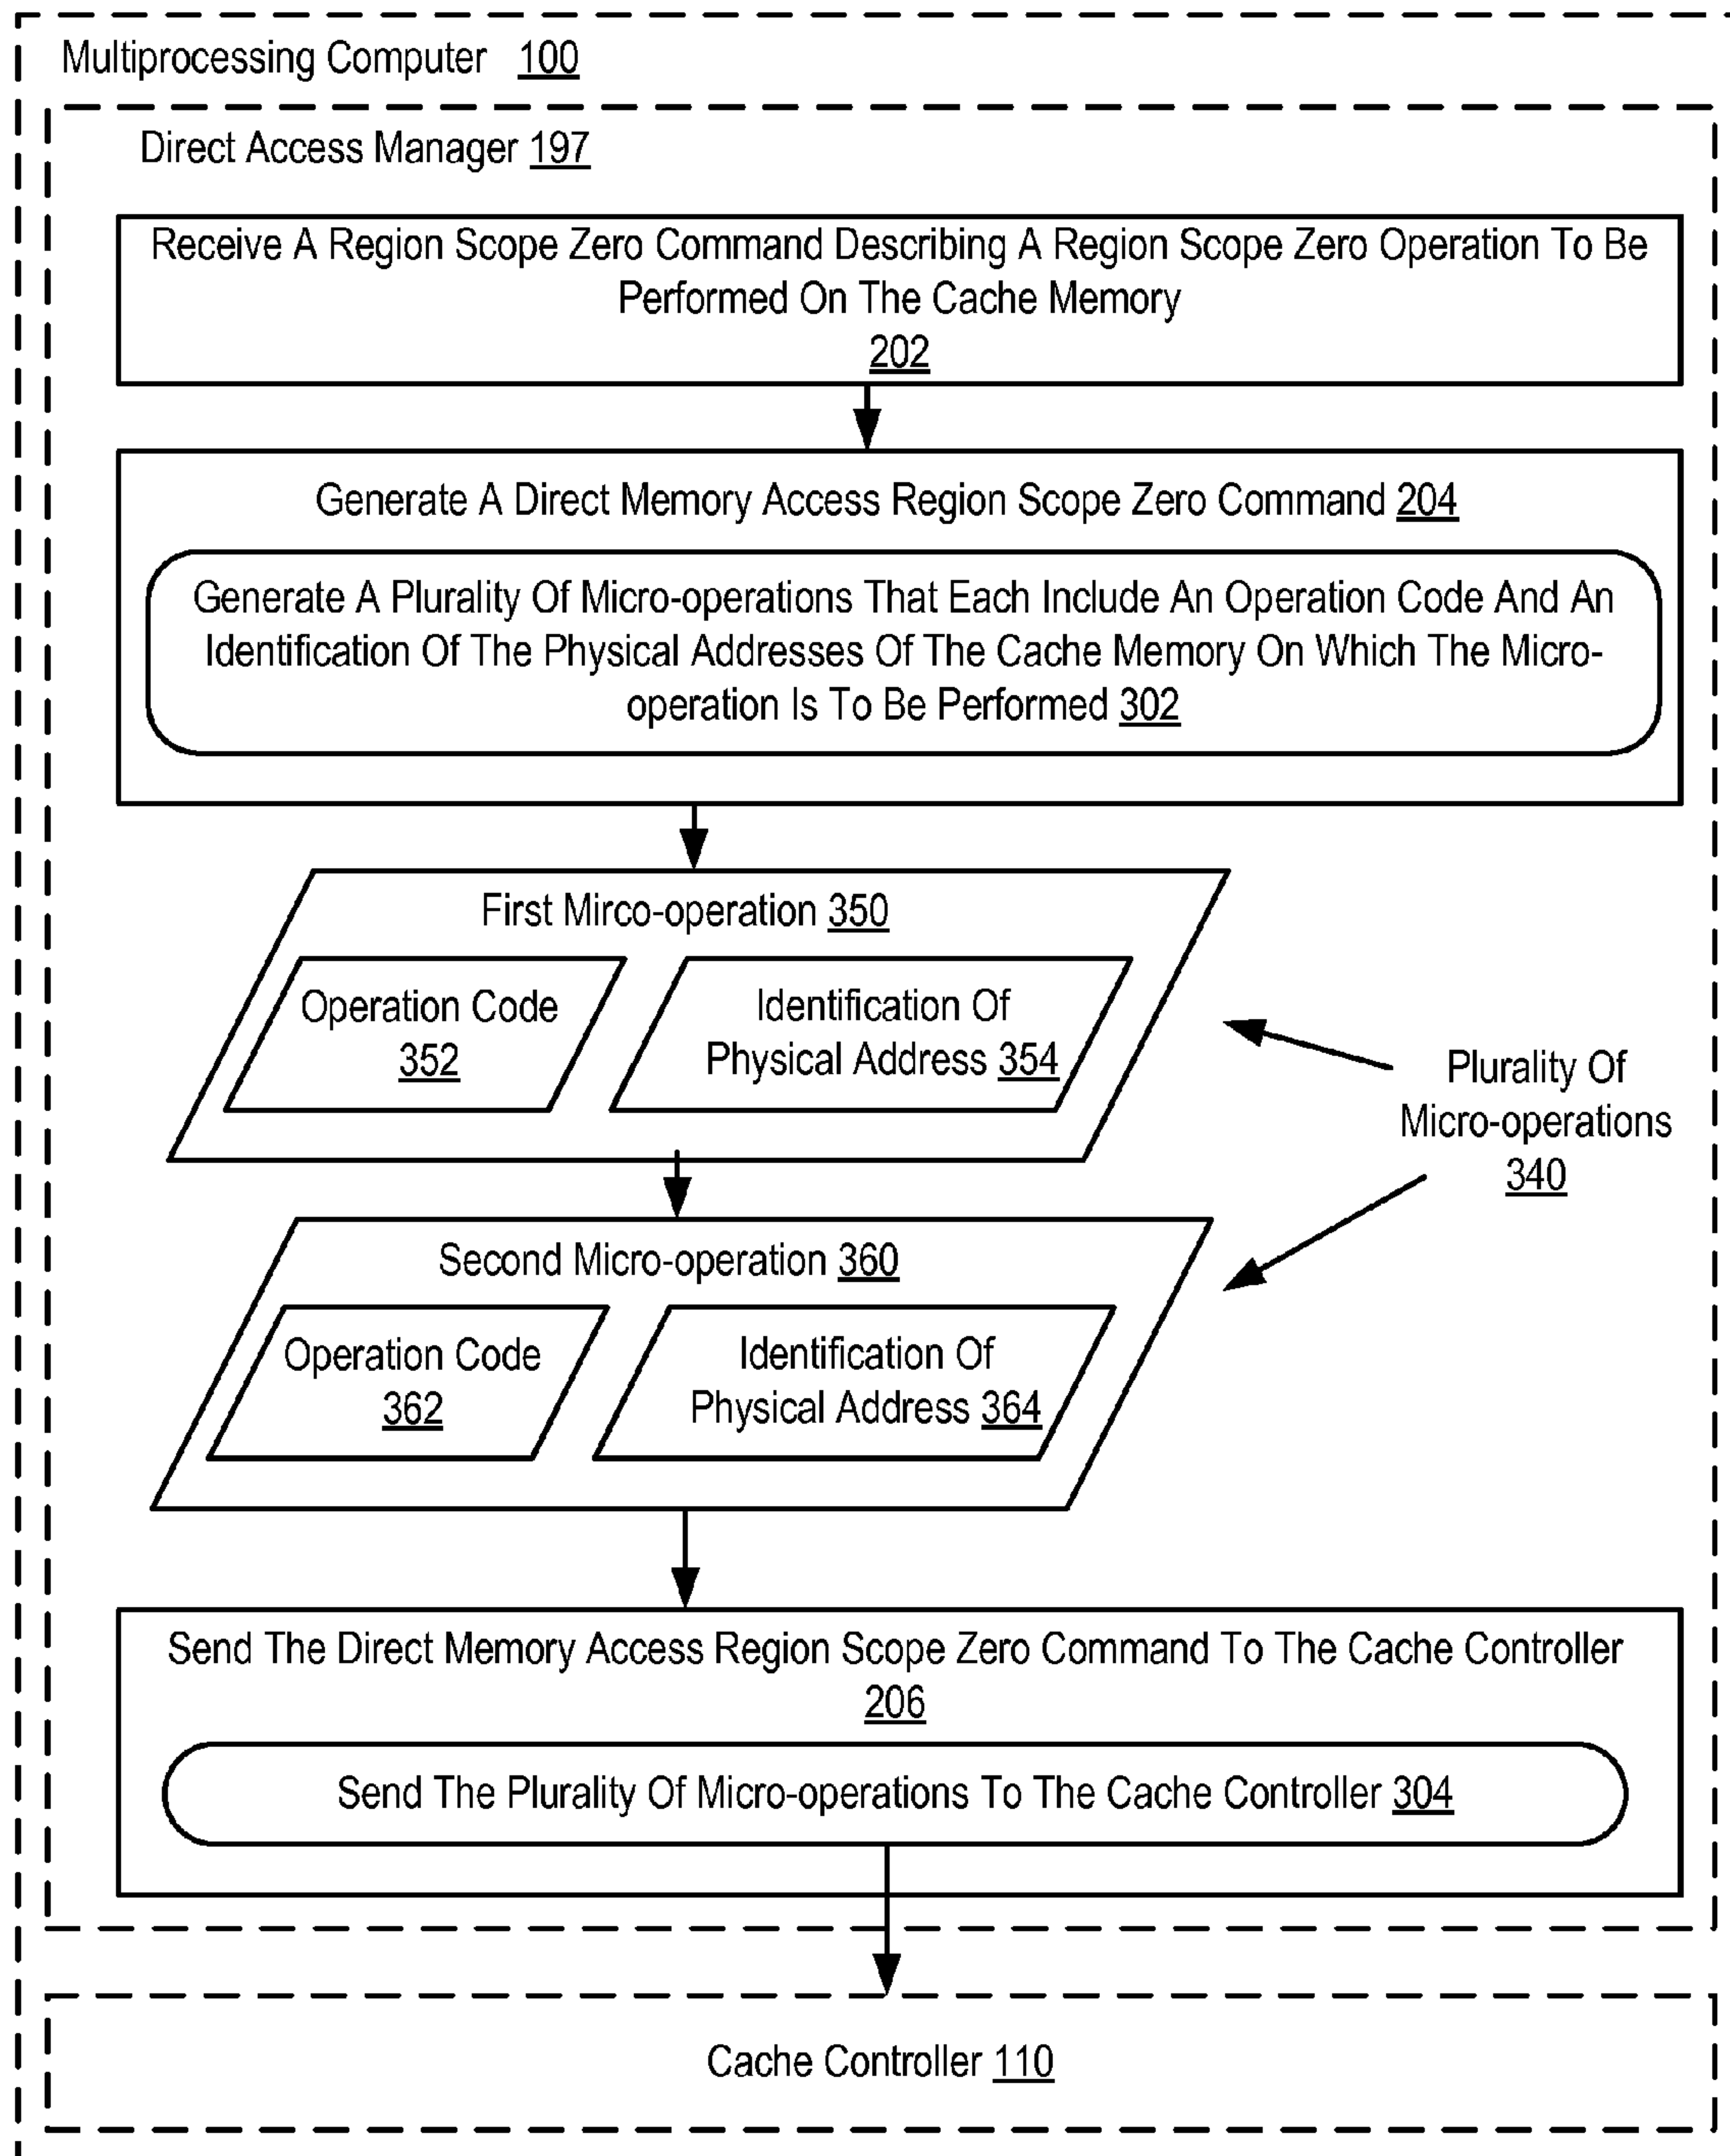 Multiprocessing Computer 100
Direct Access Manager 197
Receive A Region Scope Zero Command Describing A Region Scope Zero Operation To Be
Performed On The Cache Memory
202
Generate A Direct Memory Access Region Scope Zero Command 204
Generate A Plurality Of Micro-operations That Each Include An Operation Code And An
Identification Of The Physical Addresses Of The Cache Memory On Which The Micro-
operation Is To Be Performed 302
First Mirco-operation 350
Operation Code
352
Identification Of
Physical Address 354
Plurality Of
Micro-operations
340
Second Micro-operation 360
Operation Code
362
Identification Of
Physical Address 364
Send The Direct Memory Access Region Scope Zero Command To The Cache Controller
206
Send The Plurality Of Micro-operations To The Cache Controller 304
Cache Controller 110